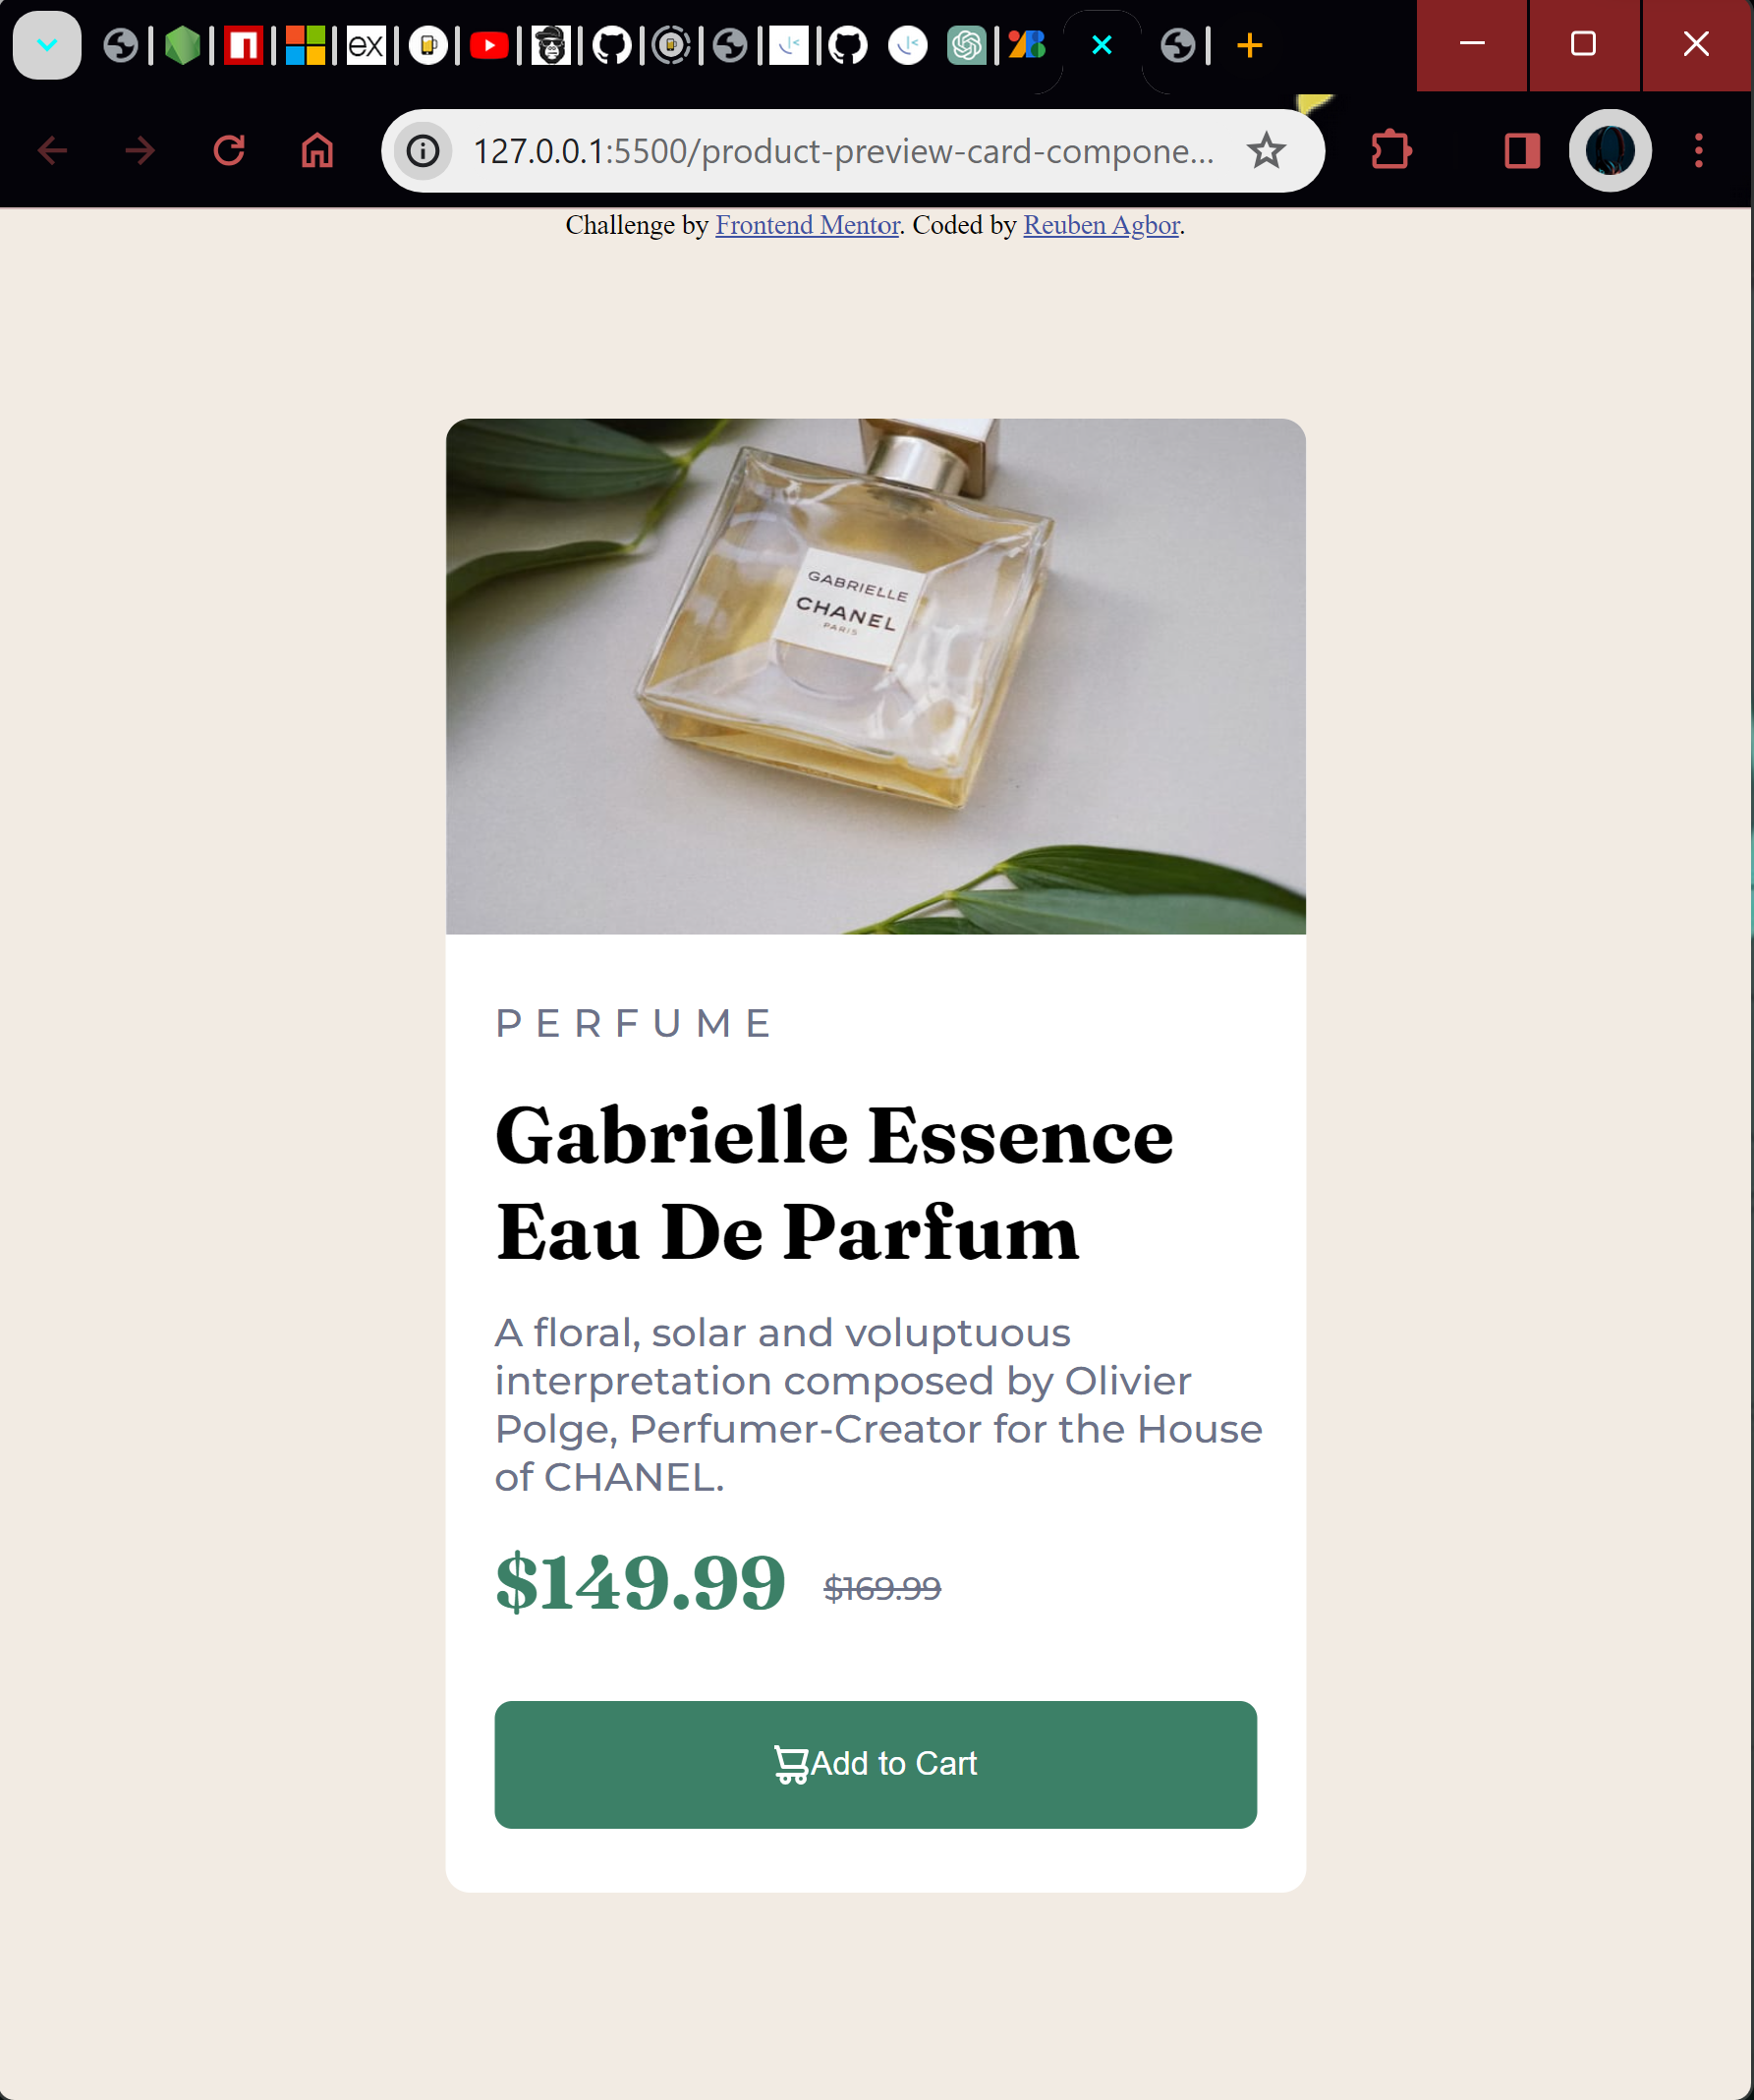 ex
127.0.0.1:5500/product-preview-card-compone...
Challenge by Frontend Mentor. Coded by Reuben Agbor.
GABRIELLE
CHANEL
PARIS
PERFUME
Gabrielle Essence
Eau De Parfum
A floral, solar and voluptuous
interpretation composed by Olivier
Polge, Perfumer-Creator for the House
of CHANEL.
$149.99 $169.99
Add to Cart